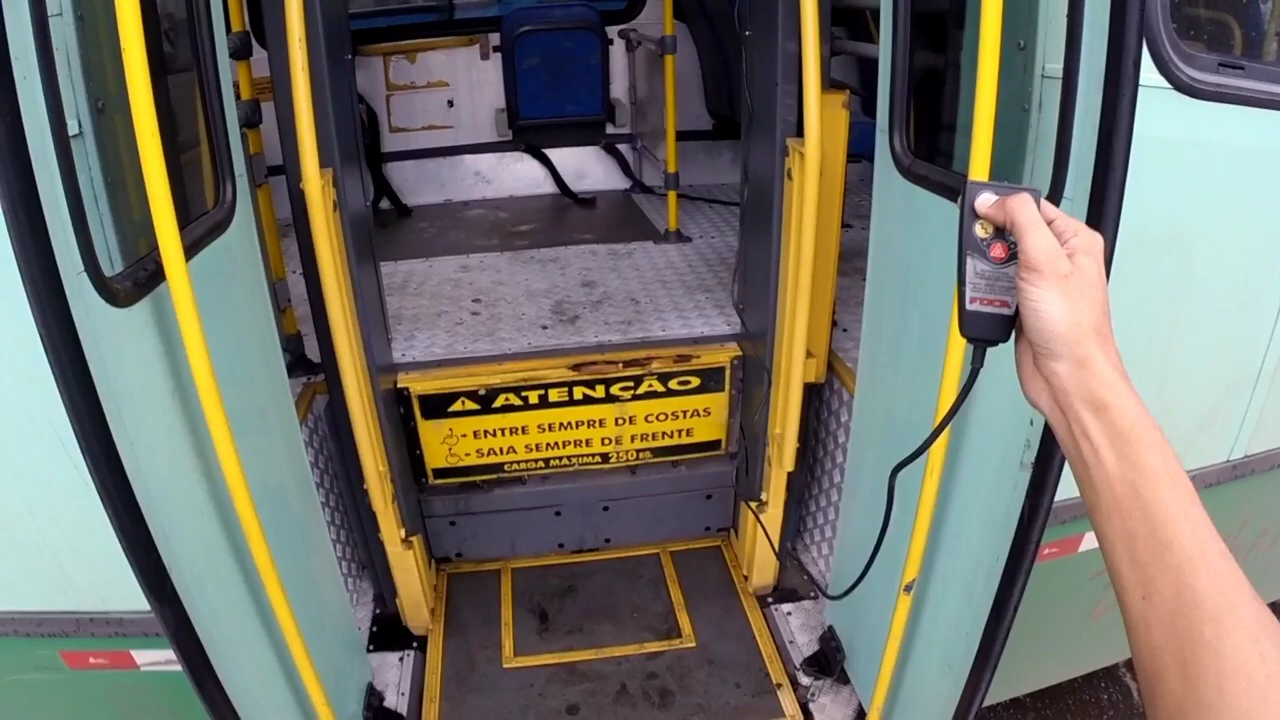 ATENÇÃO
- ENTRE SEMPRE DE COSTAS
- SAIA SEMPRE DE FRENTE
CARGA MÁXIMA 250 KG.